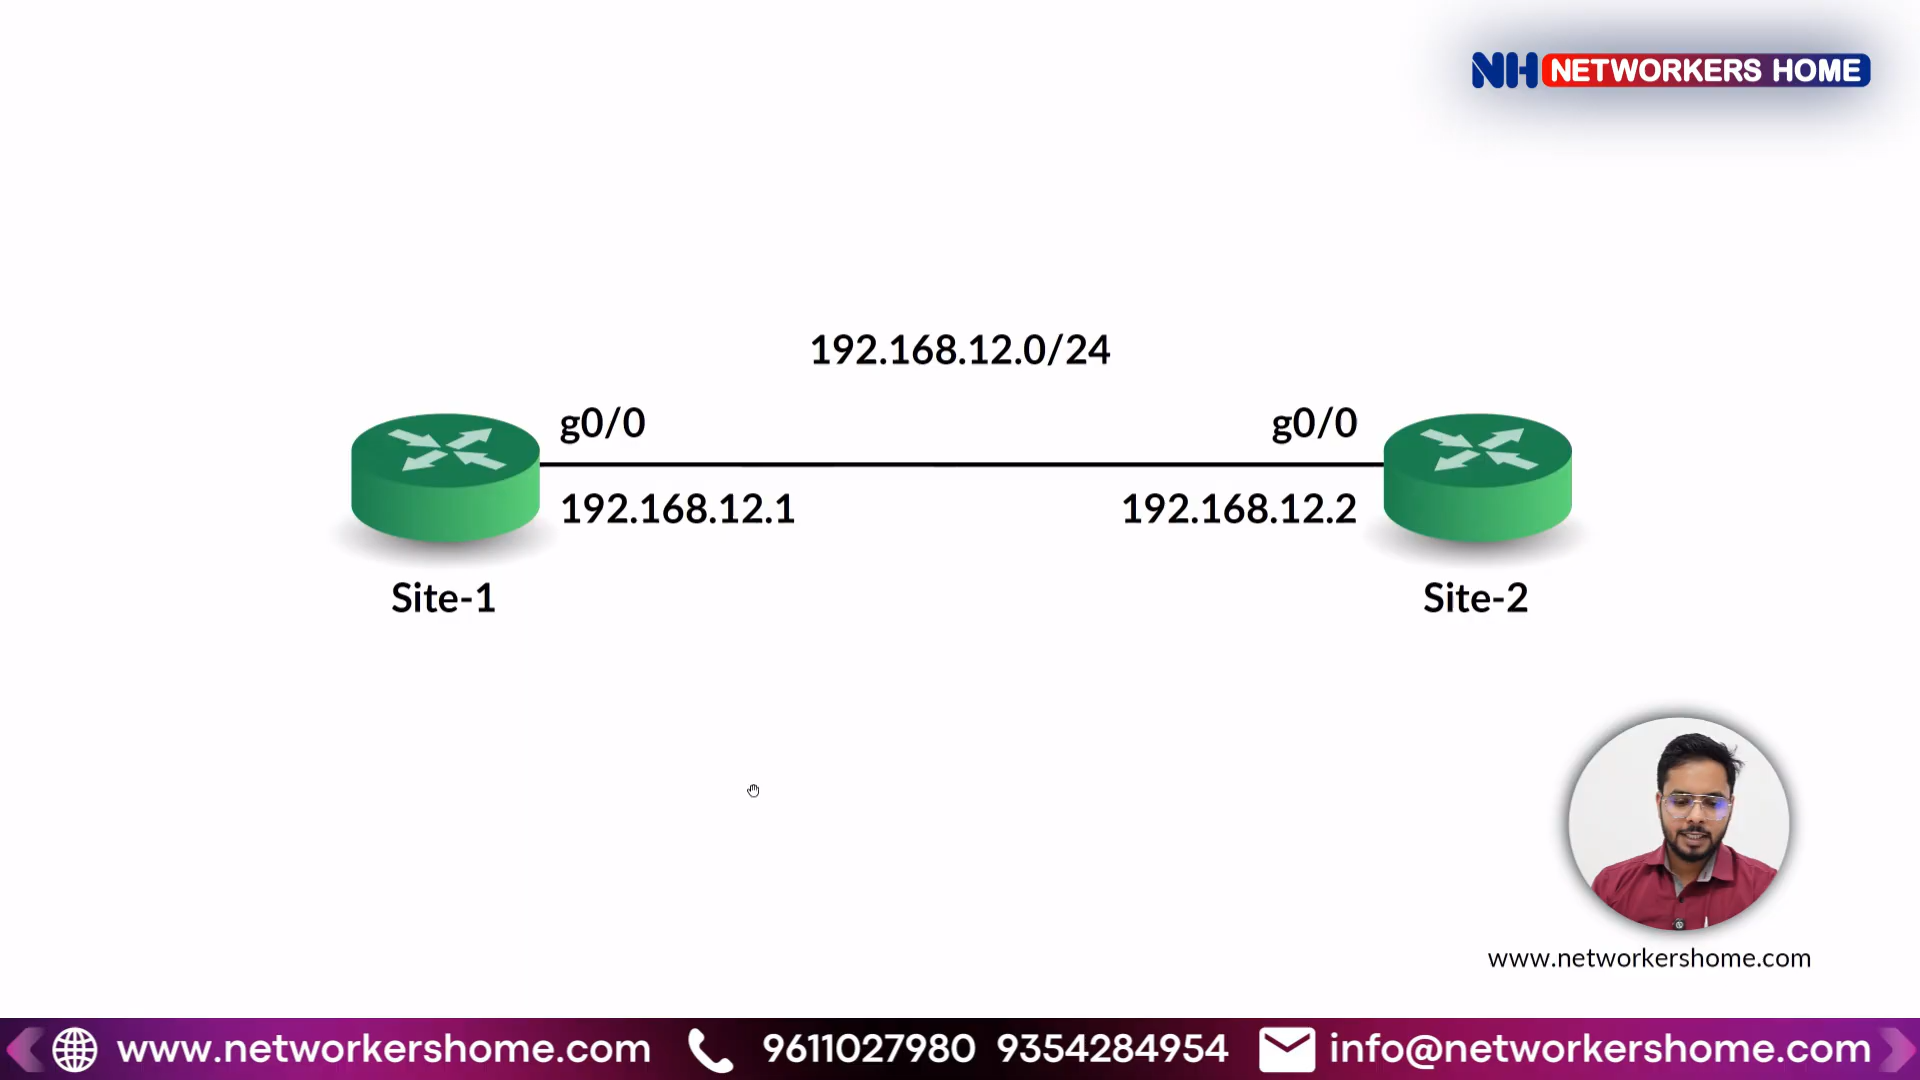 NH NETWORKERS HOME
192.168.12.0/24
g0/0
g0/0
192.168.12.1
192.168.12.2
Site-1
Site-2
www.networkershome.com
www.networkershome.com 9611027980 9354284954 info@networkershome.com